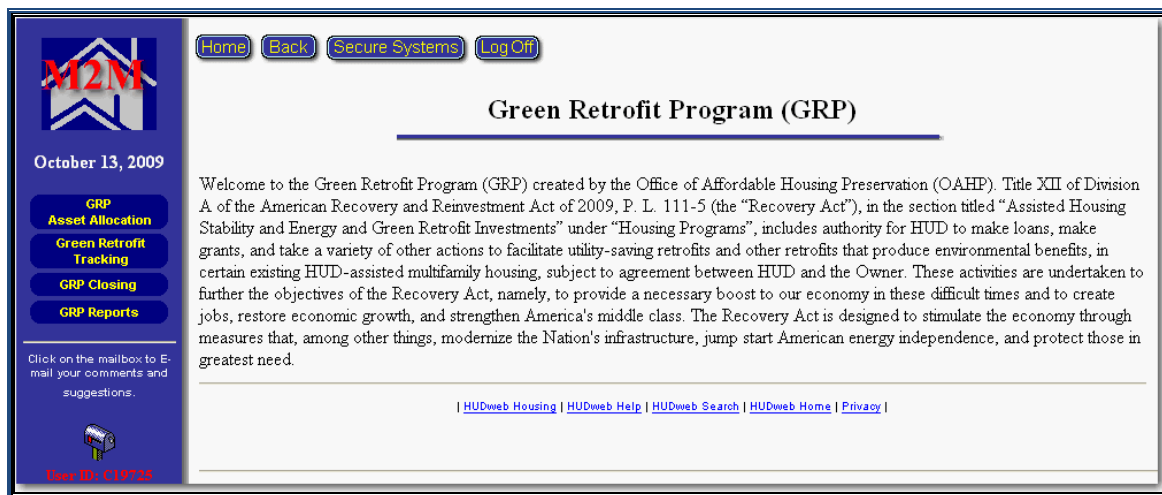 M2M
October 13, 2009
GRP
Asset Allocation
Green Retrofit
Tracking
GRP Closing
GRP Reports
Click on the mailbox to E-
mail your comments and
suggestions.
User ID: C19725
Home Back Secure Systems Log Off
Green Retrofit Program (GRP)
Welcome to the Green Retrofit Program (GRP) created by the Office of Affordable Housing Preservation (OAHP). Title XII of Division
A of the American Recovery and Reinvestment Act of 2009, P. L. 111-5 (the “Recovery Act”), in the section titled “Assisted Housing
Stability and Energy and Green Retrofit Investments” under “Housing Programs”, includes authority for HUD to make loans, make
grants, and take a variety of other actions to facilitate utility-saving retrofits and other retrofits that produce environmental benefits, in
certain existing HUD-assisted multifamily housing, subject to agreement between HUD and the Owner. These activities are undertaken to
further the objectives of the Recovery Act, namely, to provide a necessary boost to our economy in these difficult times and to create
jobs, restore economic growth, and strengthen America's middle class. The Recovery Act is designed to stimulate the economy through
measures that, among other things, modernize the Nation's infrastructure, jump start American energy independence, and protect those in
greatest need.
| HUDweb Housing | HUDweb Help | HUDweb Search | HUDweb Home | Privacy |